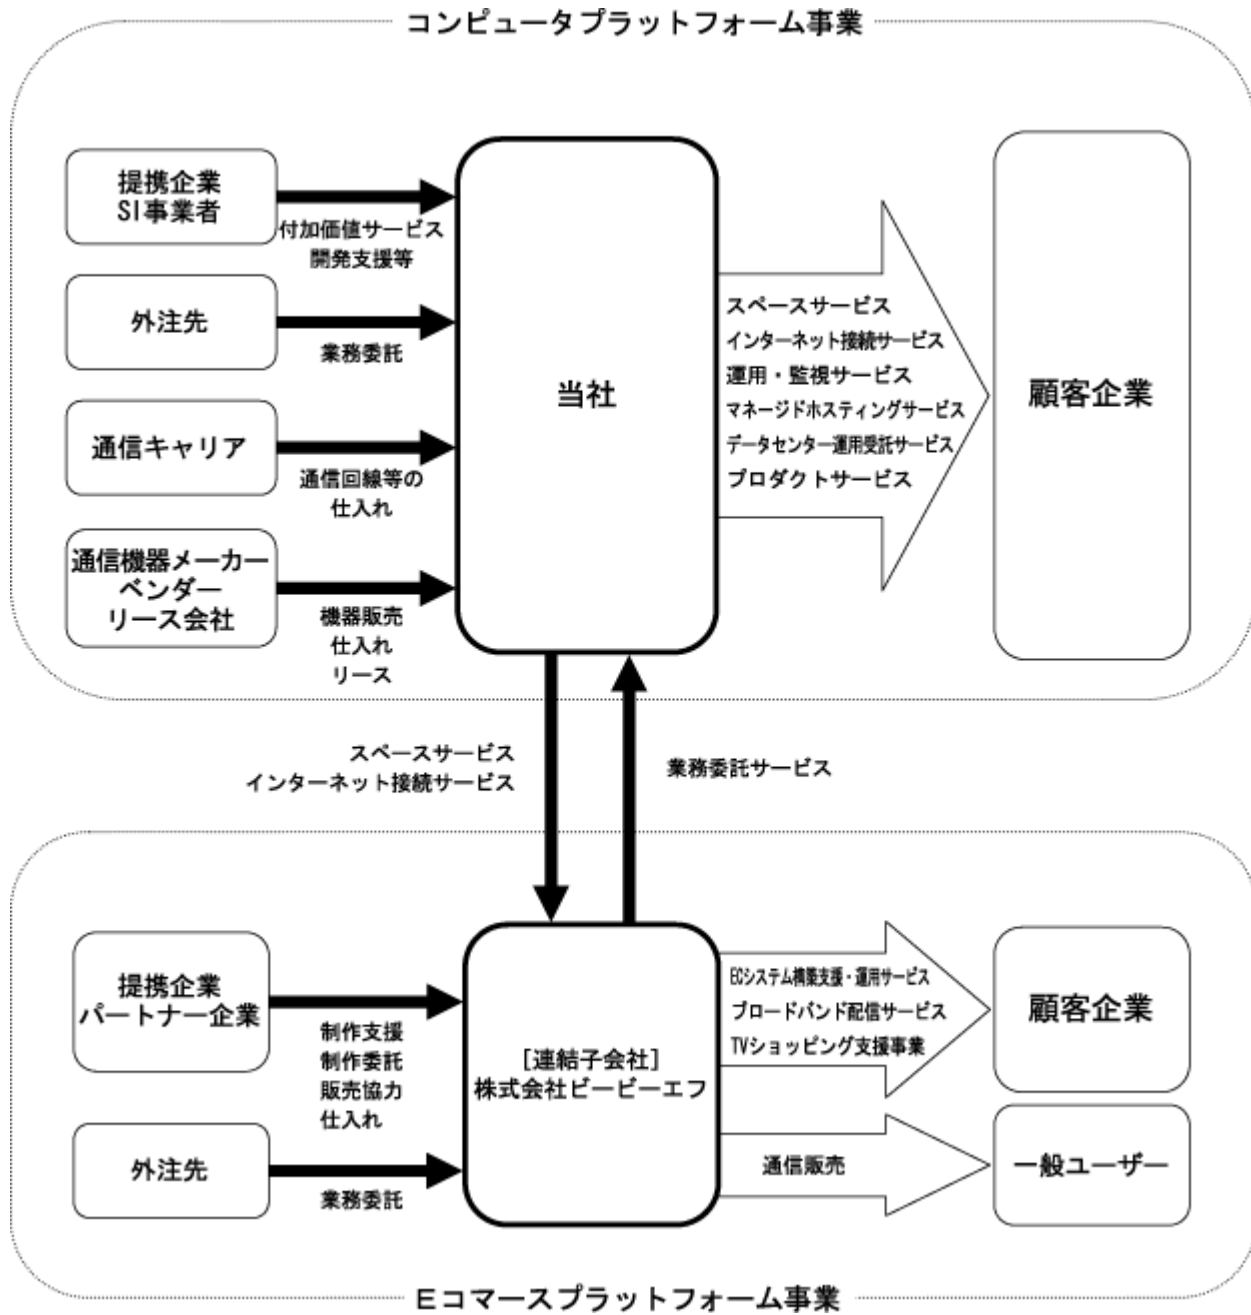 コンピュータプラットフォーム事業
提携企業
SI事業者
付加価値サービス
開発支援等
外注先
業務委託
通信キャリア
通信回線等の
仕入れ
通信機器メーカー
ベンダー
リース会社
機器販売
仕入れ
リース
当社
スペースサービス
インターネット接続サービス
運用・監視サービス
マネージドホスティングサービス
データセンター運用受託サービス
プロダクトサービス
顧客企業
スペースサービス
インターネット接続サービス
業務委託サービス
提携企業
パートナー企業
制作支援
制作委託
販売協力
仕入れ
外注先
業務委託
[連結子会社]
株式会社ビービーエフ
ECシステム構築支援・運用サービス
ブロードバンド配信サービス
TVショッピング支援事業
顧客企業
通信販売
一般ユーザー
Eコマースプラットフォーム事業